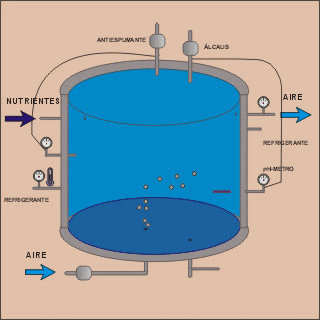 ANTIESPUMANTE
ÁLCALIS
NUTRIENTES
AIRE
REFRIGERANTE
pH-METRO
REFRIGERANTE
AIRE